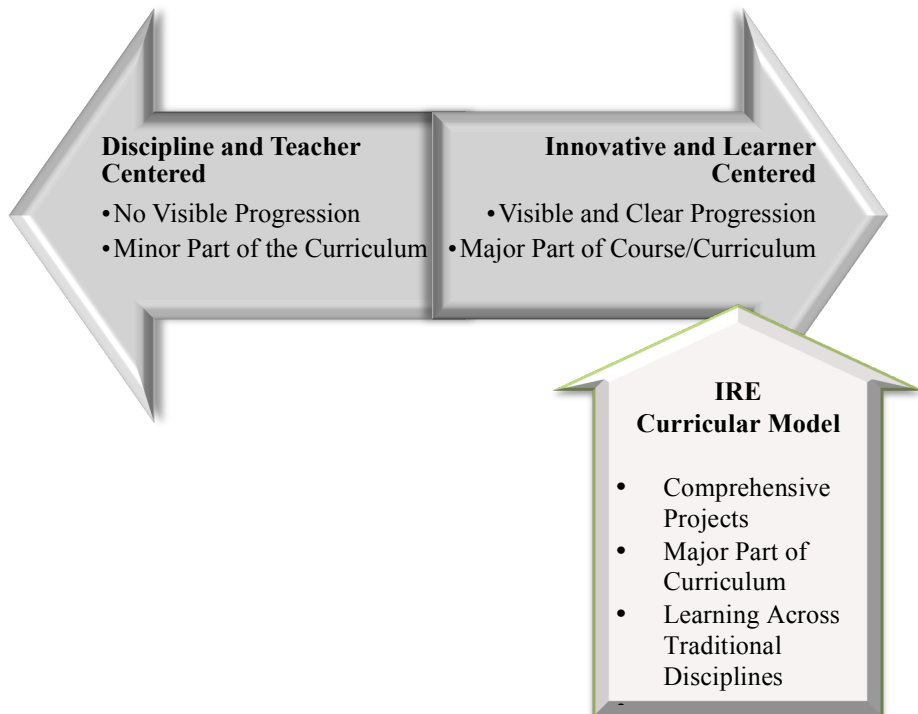 Discipline and Teacher
Centered
•No Visible Progression
•Minor Part of the Curriculum
Innovative and Learner
Centered
•Visible and Clear Progression
•Major Part of Course/Curriculum
IRE
Curricular Model
• Comprehensive
Projects
• Major Part of
Curriculum
• Learning Across
Traditional
Disciplines